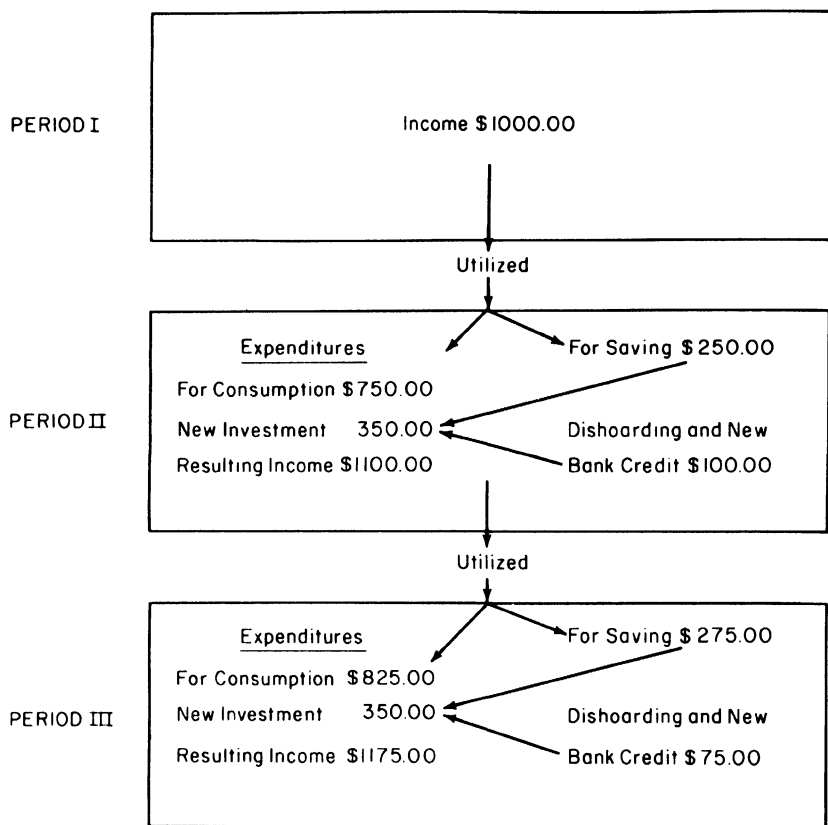 PERIOD I
Income $1000.00
Utilized
PERIOD II
Expenditures
For Saving $250.00
For Consumption $750.00
New Investment 350.00
Dishoarding and New
Resulting Income $1100.00
Bank Credit $100.00
Utilized
PERIOD III
Expenditures
For Saving $275.00
For Consumption $825.00
New Investment 350.00
Dishoarding and New
Resulting Income $1175.00
Bank Credit $75.00